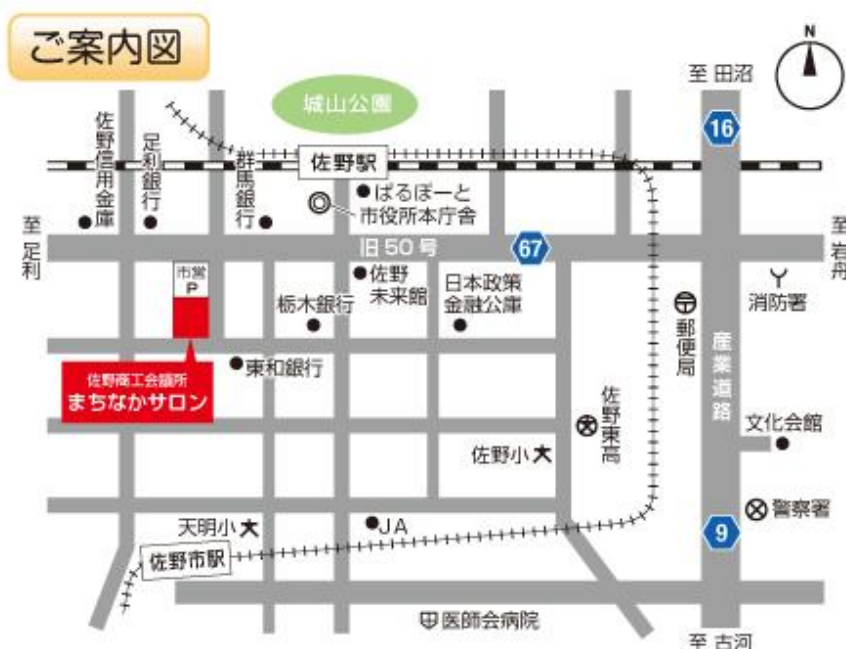 ご案内図
N
至 田沼
城山公園
16
佐野信用金庫
足利銀行
群馬銀行
佐野駅
ぱるぽーと
市役所本庁舎
至 足利
旧50号
67
至 岩舟
市営
P
佐野
未来館
日本政策
金融公庫
栃木銀行
郵便局
消防署
産業道路
佐野商工会議所
まちなかサロン
東和銀行
佐野東高
文化会館
佐野小
天明小
JA
警察署
9
佐野市駅
医師会病院
至 古河